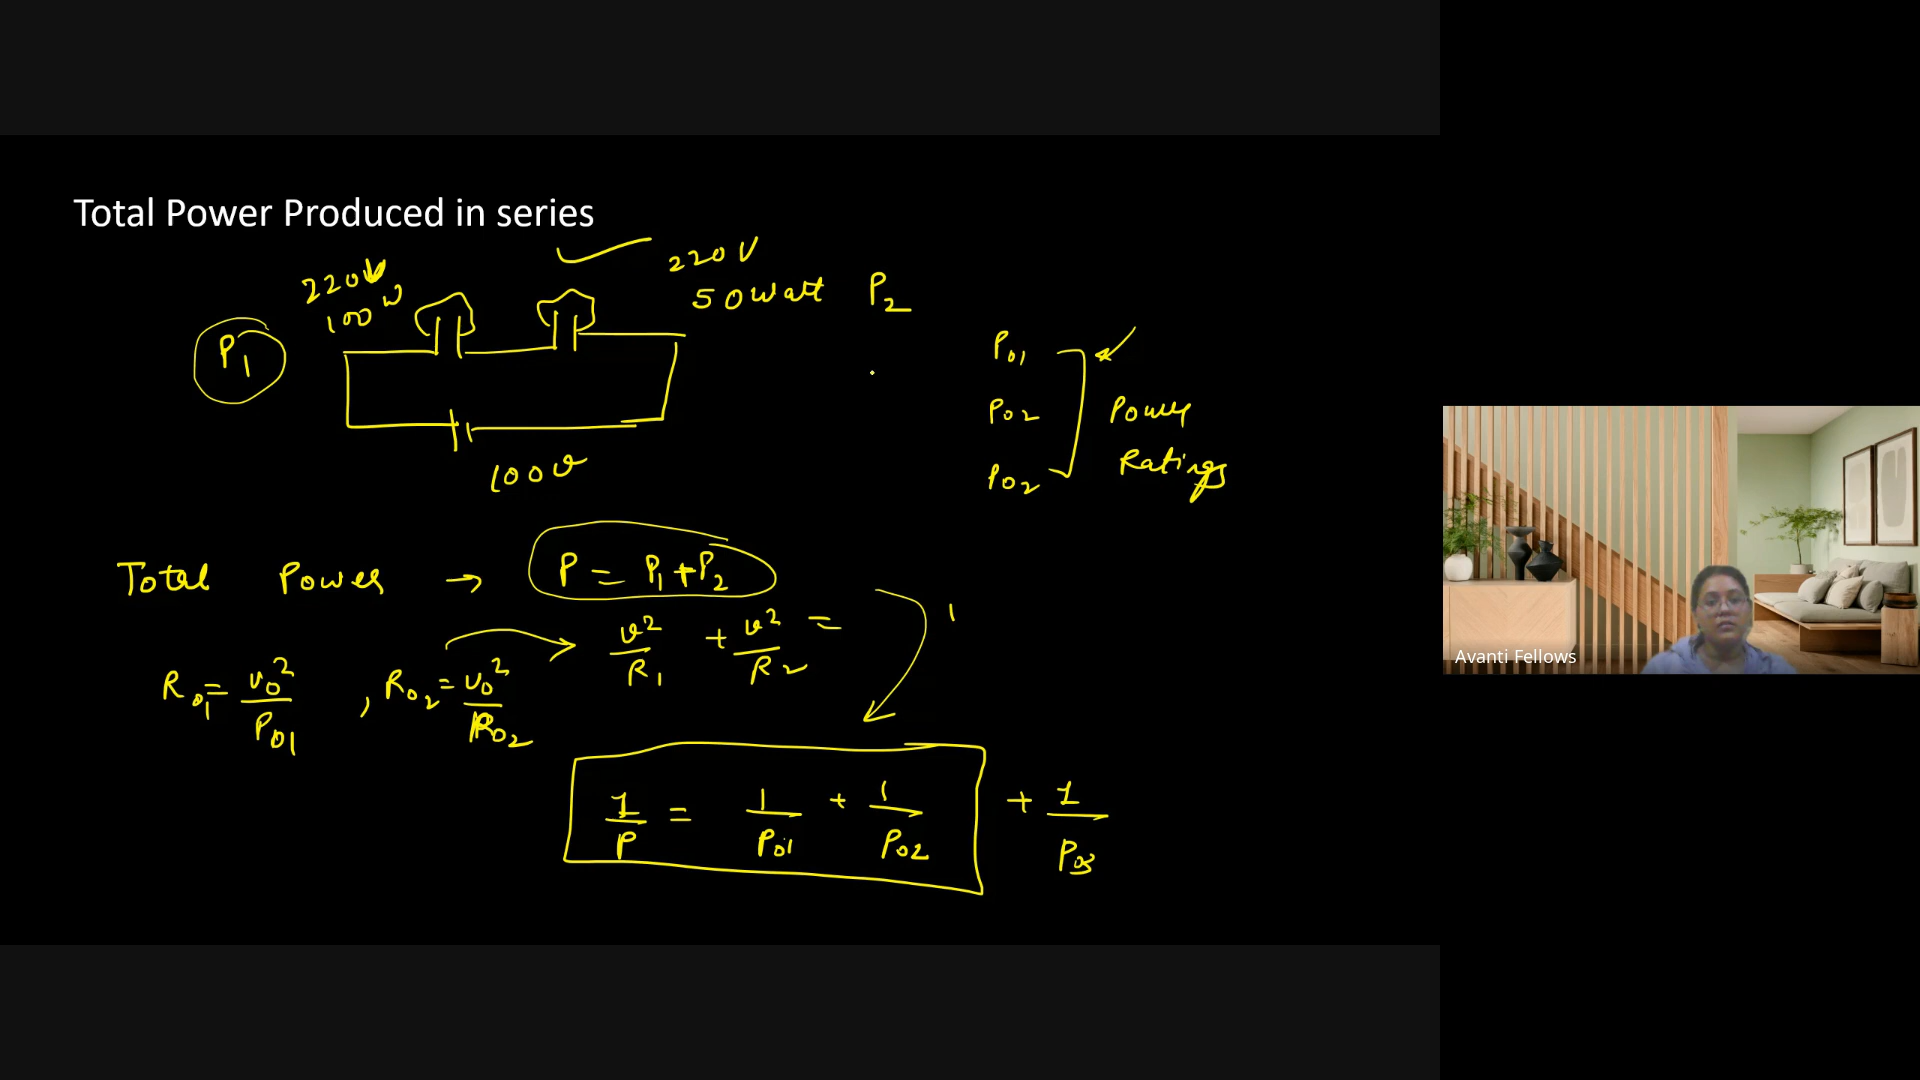 Total Power Produced in series
220V
100W
220V
50watt P2
P1
100v
P01
P02
P02
Power
Ratings
Total Power → P = P1+P2
v²/R1 + v²/R2 =
1
R01 = v0²/P01 , R02 = v0²/P02
1/P = 1/P01 + 1/P02 + 1/P03
Avanti Fellows